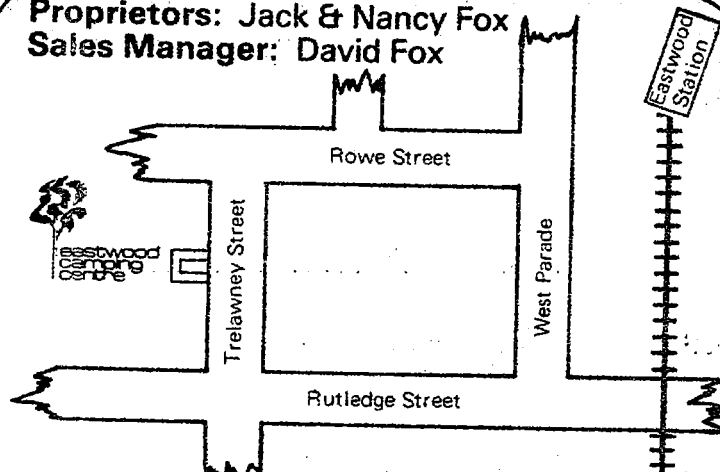 Proprietors: Jack & Nancy Fox
Sales Manager: David Fox
Eastwood
Station
Rowe Street
Trelawney Street
West Parade
eastwood
camping
centre
Rutledge Street